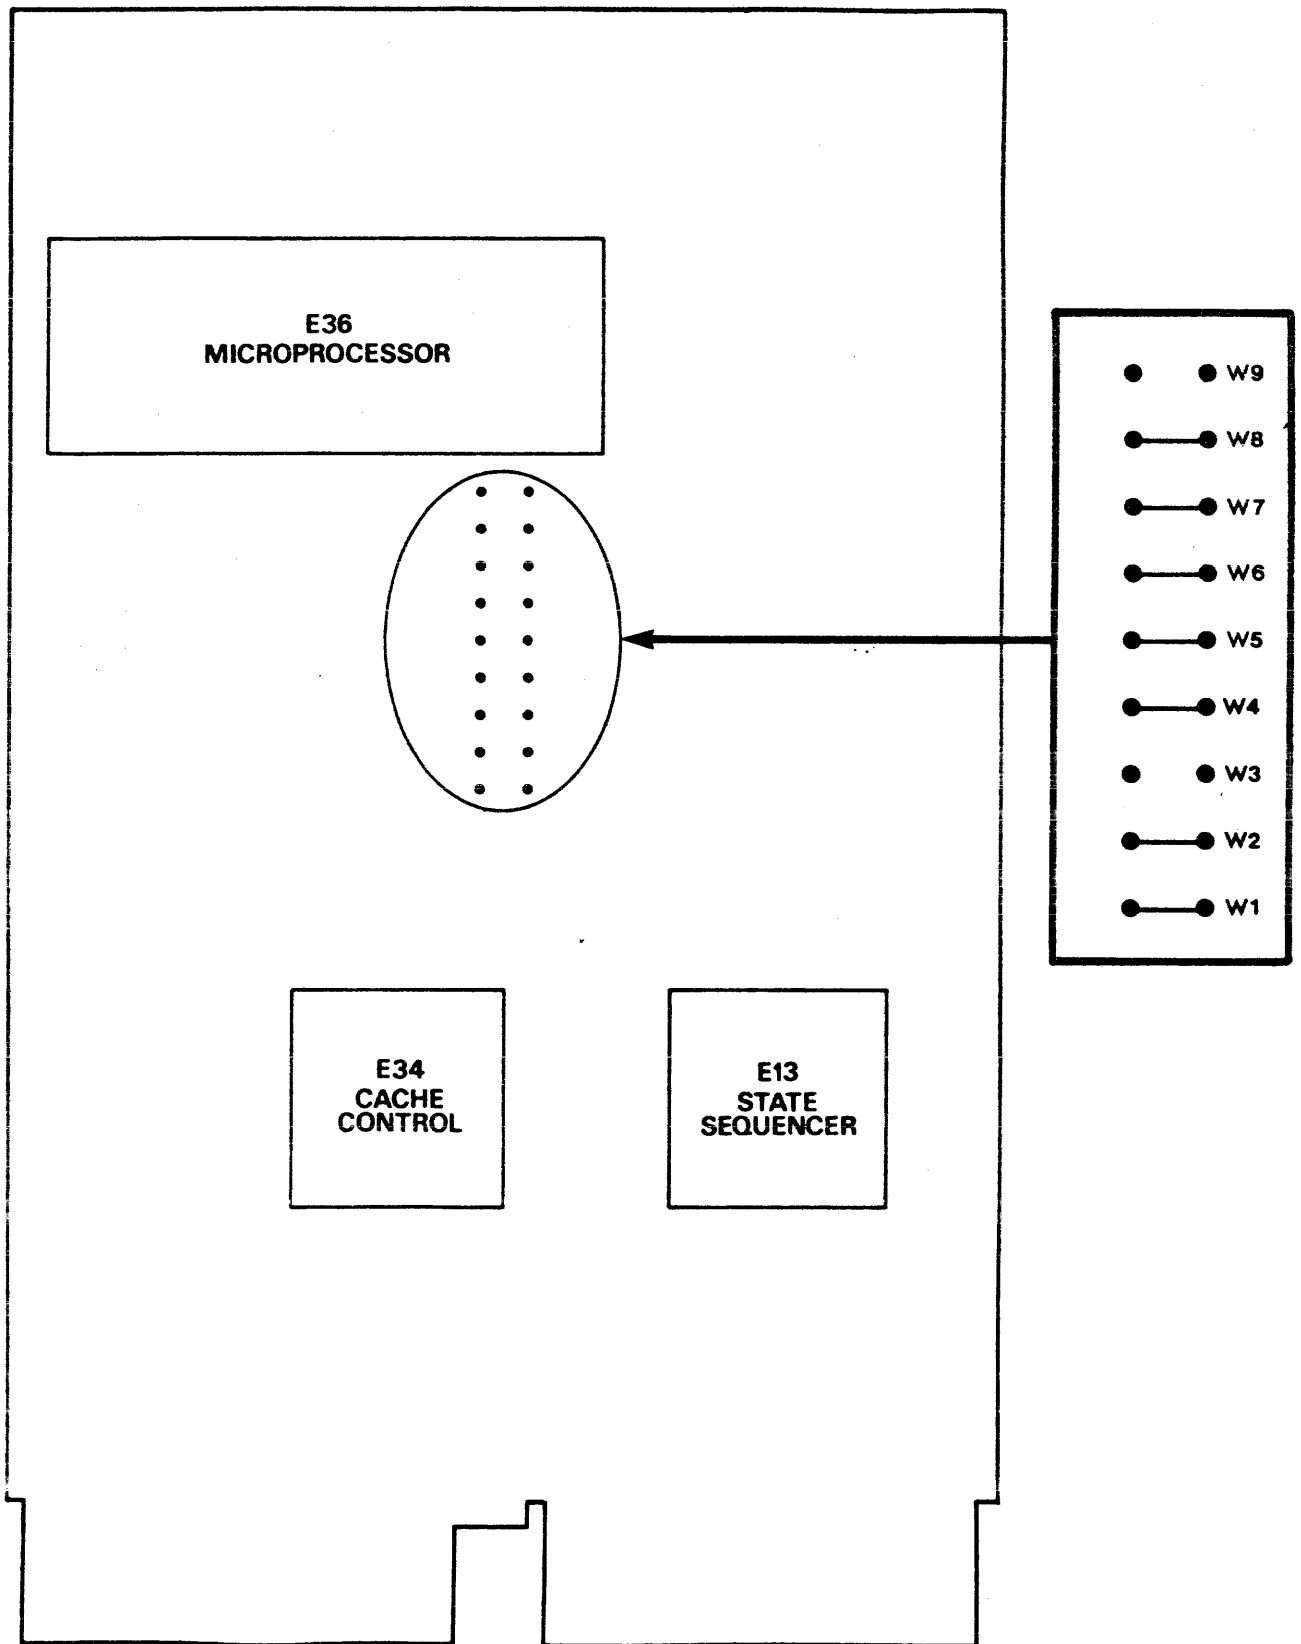 E36
MICROPROCESSOR
W9
W8
W7
W6
W5
W4
W3
W2
W1
E34
CACHE
CONTROL
E13
STATE
SEQUENCER